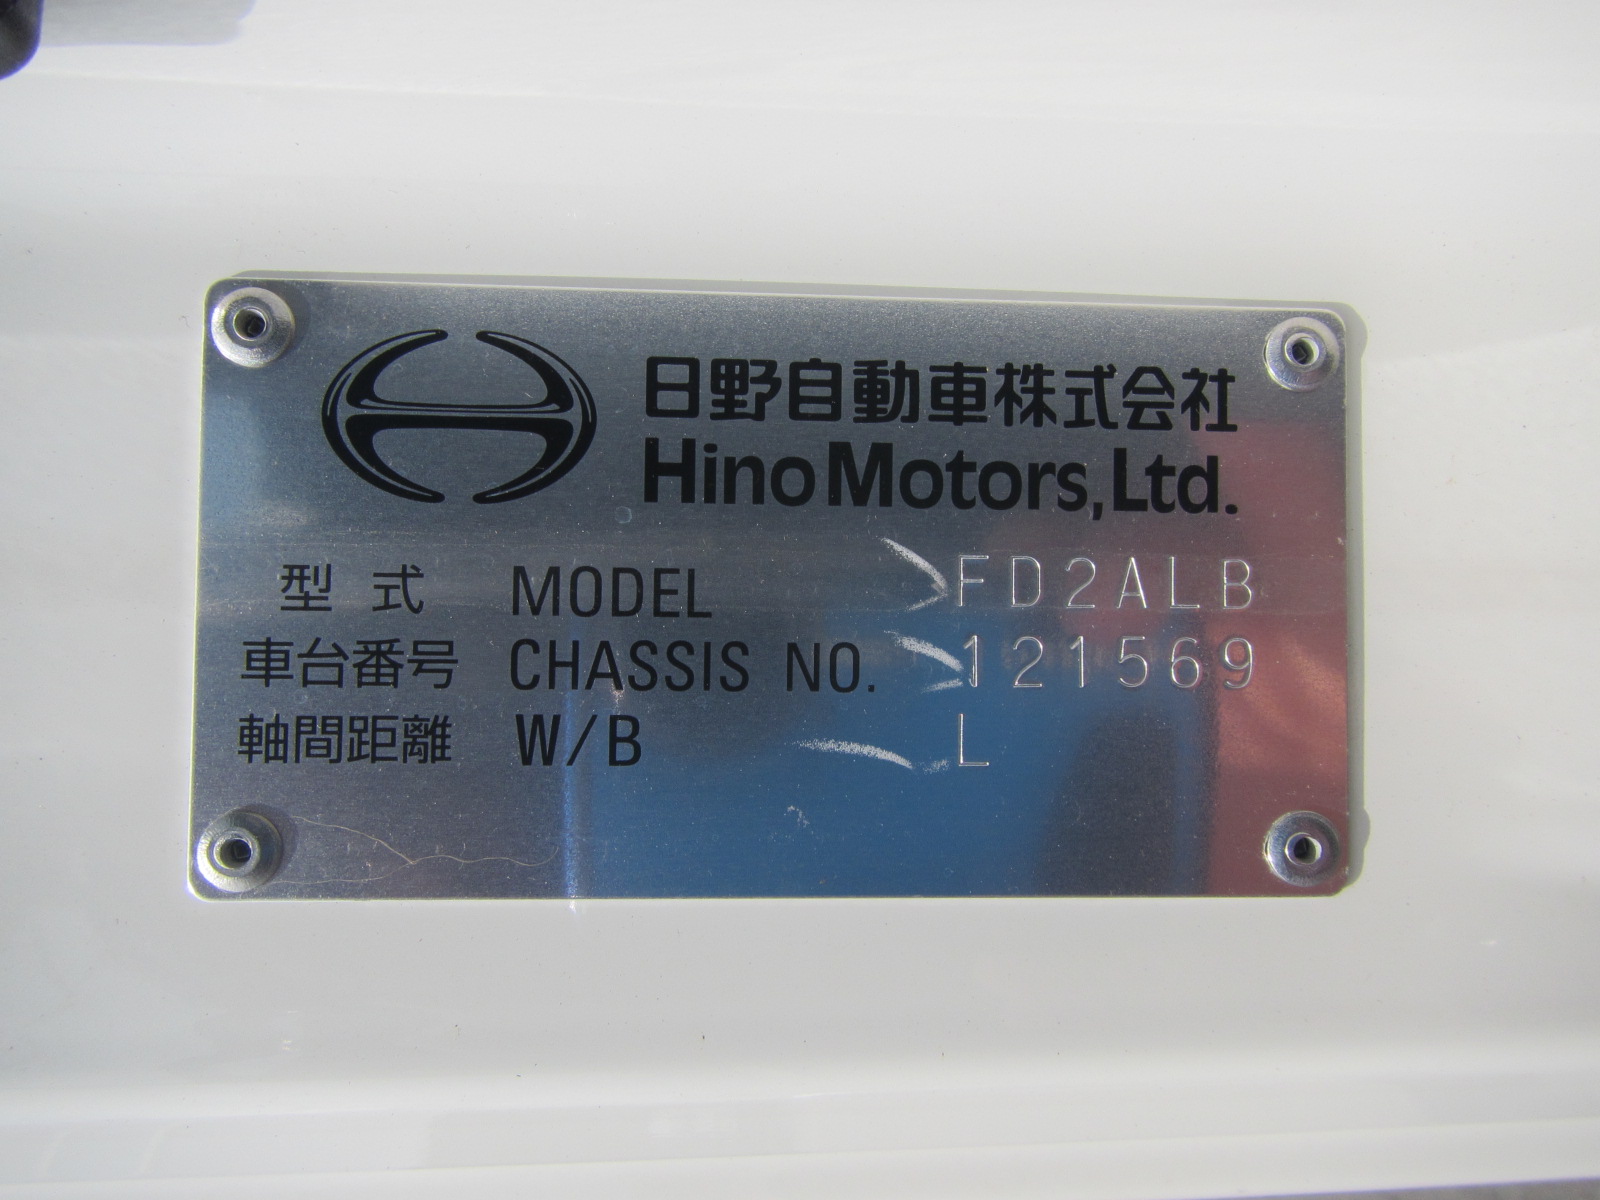 日野自動車株式会社
Hino Motors, Ltd.
型式 MODEL FD2ALB
車台番号 CHASSIS NO. 121569
軸間距離 W/B L